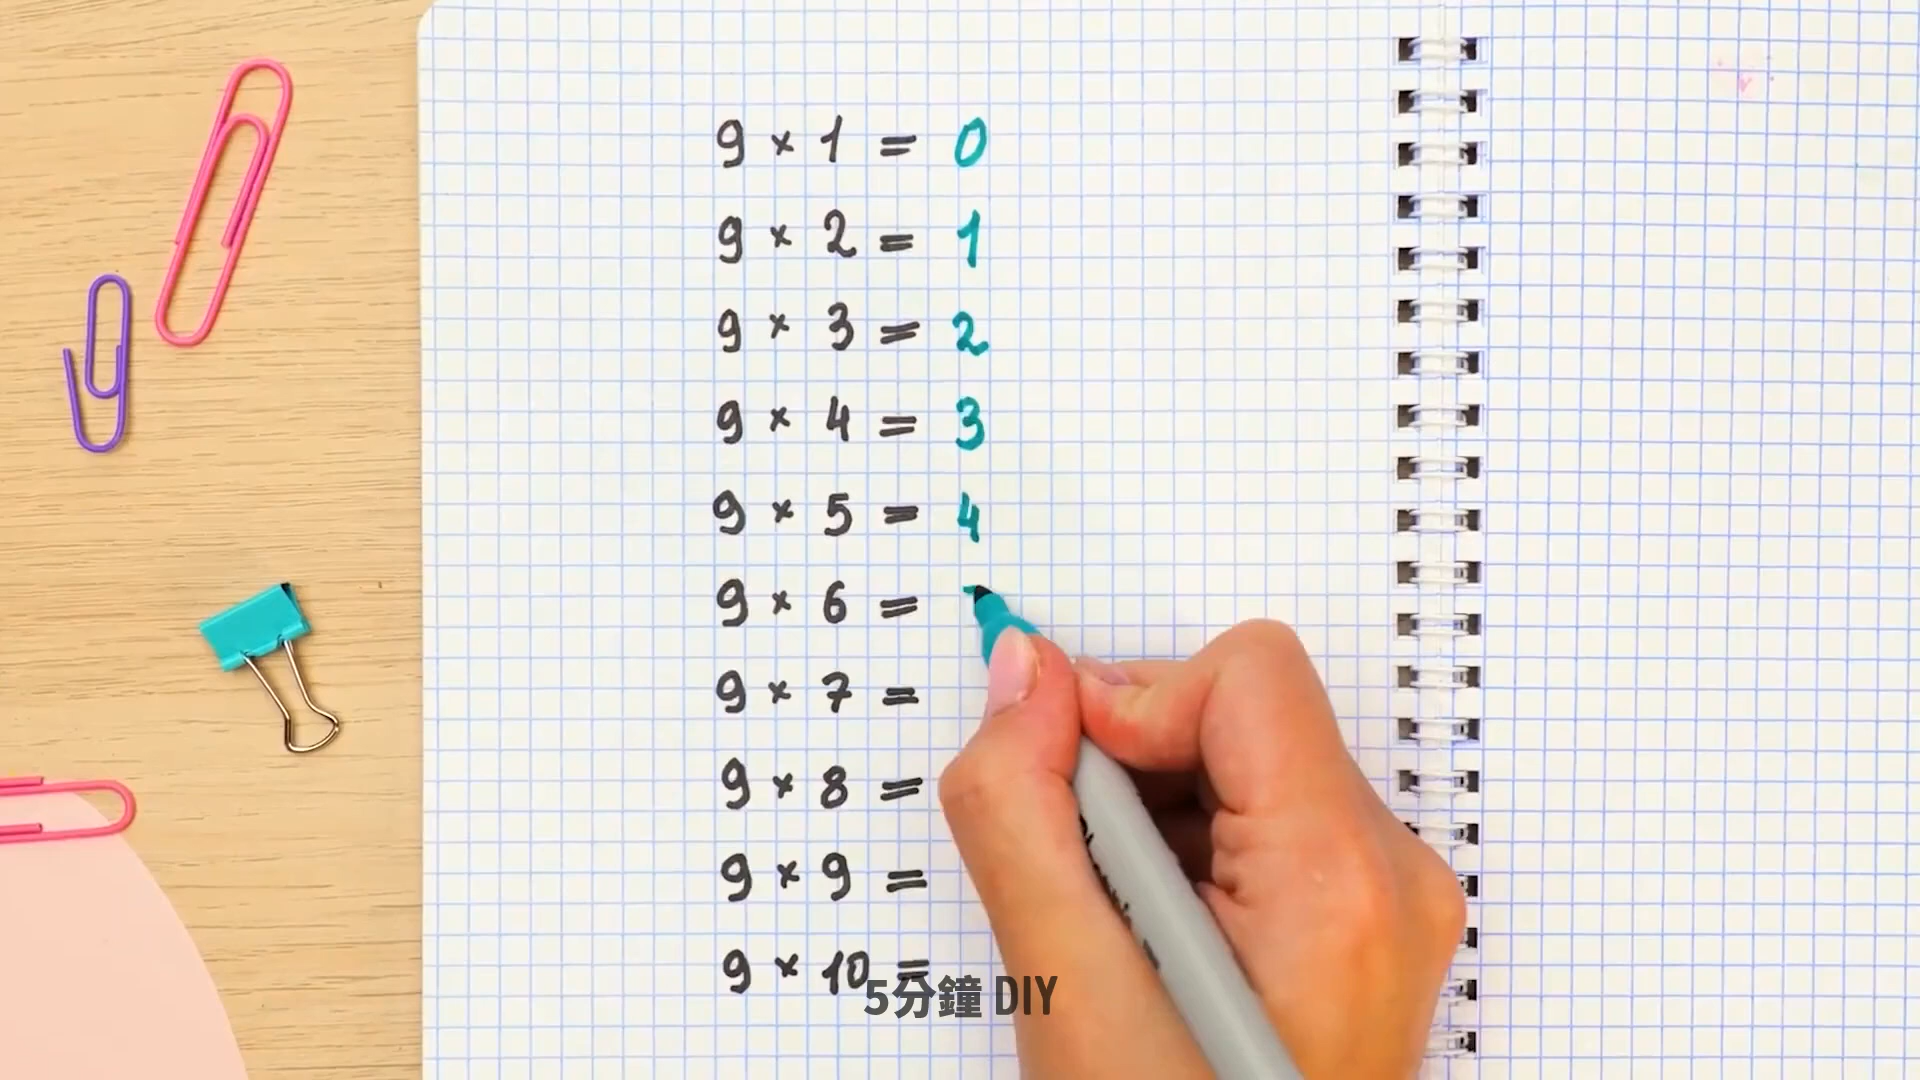 9 × 1 = 0
9 × 2 = 1
9 × 3 = 2
9 × 4 = 3
9 × 5 = 4
9 × 6 =
9 × 7 =
9 × 8 =
9 × 9 =
9 × 10 =
5分鐘 DIY